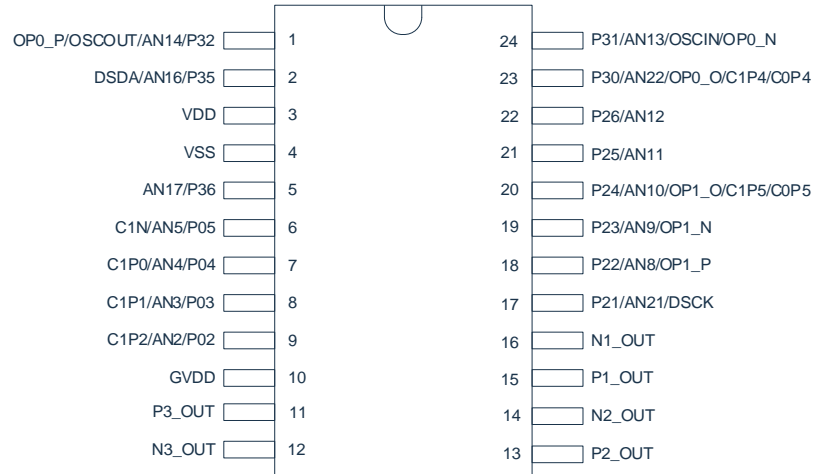 OP0_P/OSCOUT/AN14/P32 1 24 P31/AN13/OSCIN/OP0_N
DSDA/AN16/P35 2 23 P30/AN22/OP0_O/C1P4/C0P4
VDD 3 22 P26/AN12
VSS 4 21 P25/AN11
AN17/P36 5 20 P24/AN10/OP1_O/C1P5/C0P5
C1N/AN5/P05 6 19 P23/AN9/OP1_N
C1P0/AN4/P04 7 18 P22/AN8/OP1_P
C1P1/AN3/P03 8 17 P21/AN21/DSCK
C1P2/AN2/P02 9 16 N1_OUT
GVDD 10 15 P1_OUT
P3_OUT 11 14 N2_OUT
N3_OUT 12 13 P2_OUT